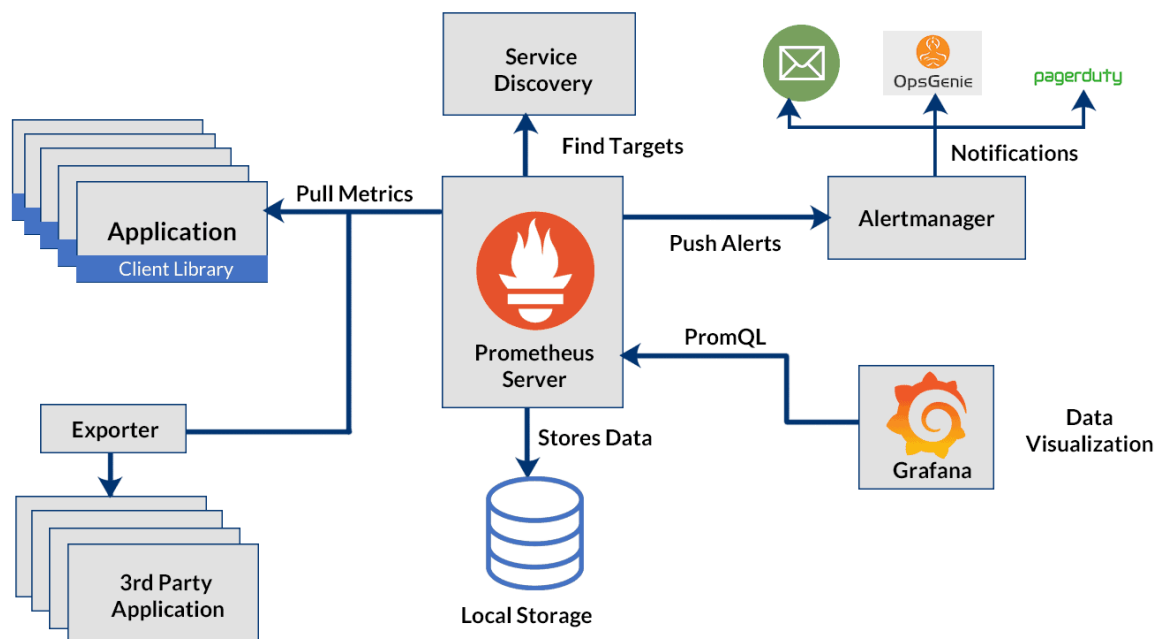 Service
Discovery
OpsGenie
pagerduty
Find Targets
Notifications
Pull Metrics
Application
Client Library
Alertmanager
Push Alerts
Prometheus
Server
PromQL
Exporter
Stores Data
Grafana
Data
Visualization
3rd Party
Application
Local Storage